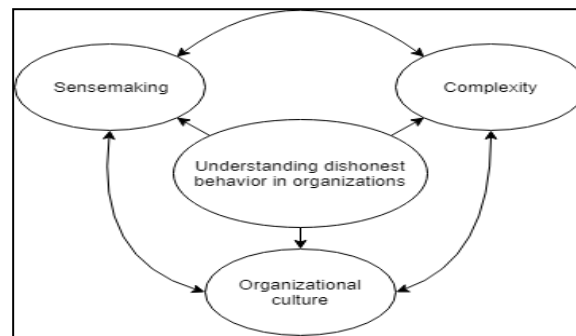 Sensemaking
Complexity
Understanding dishonest
behavior in organizations
Organizational
culture